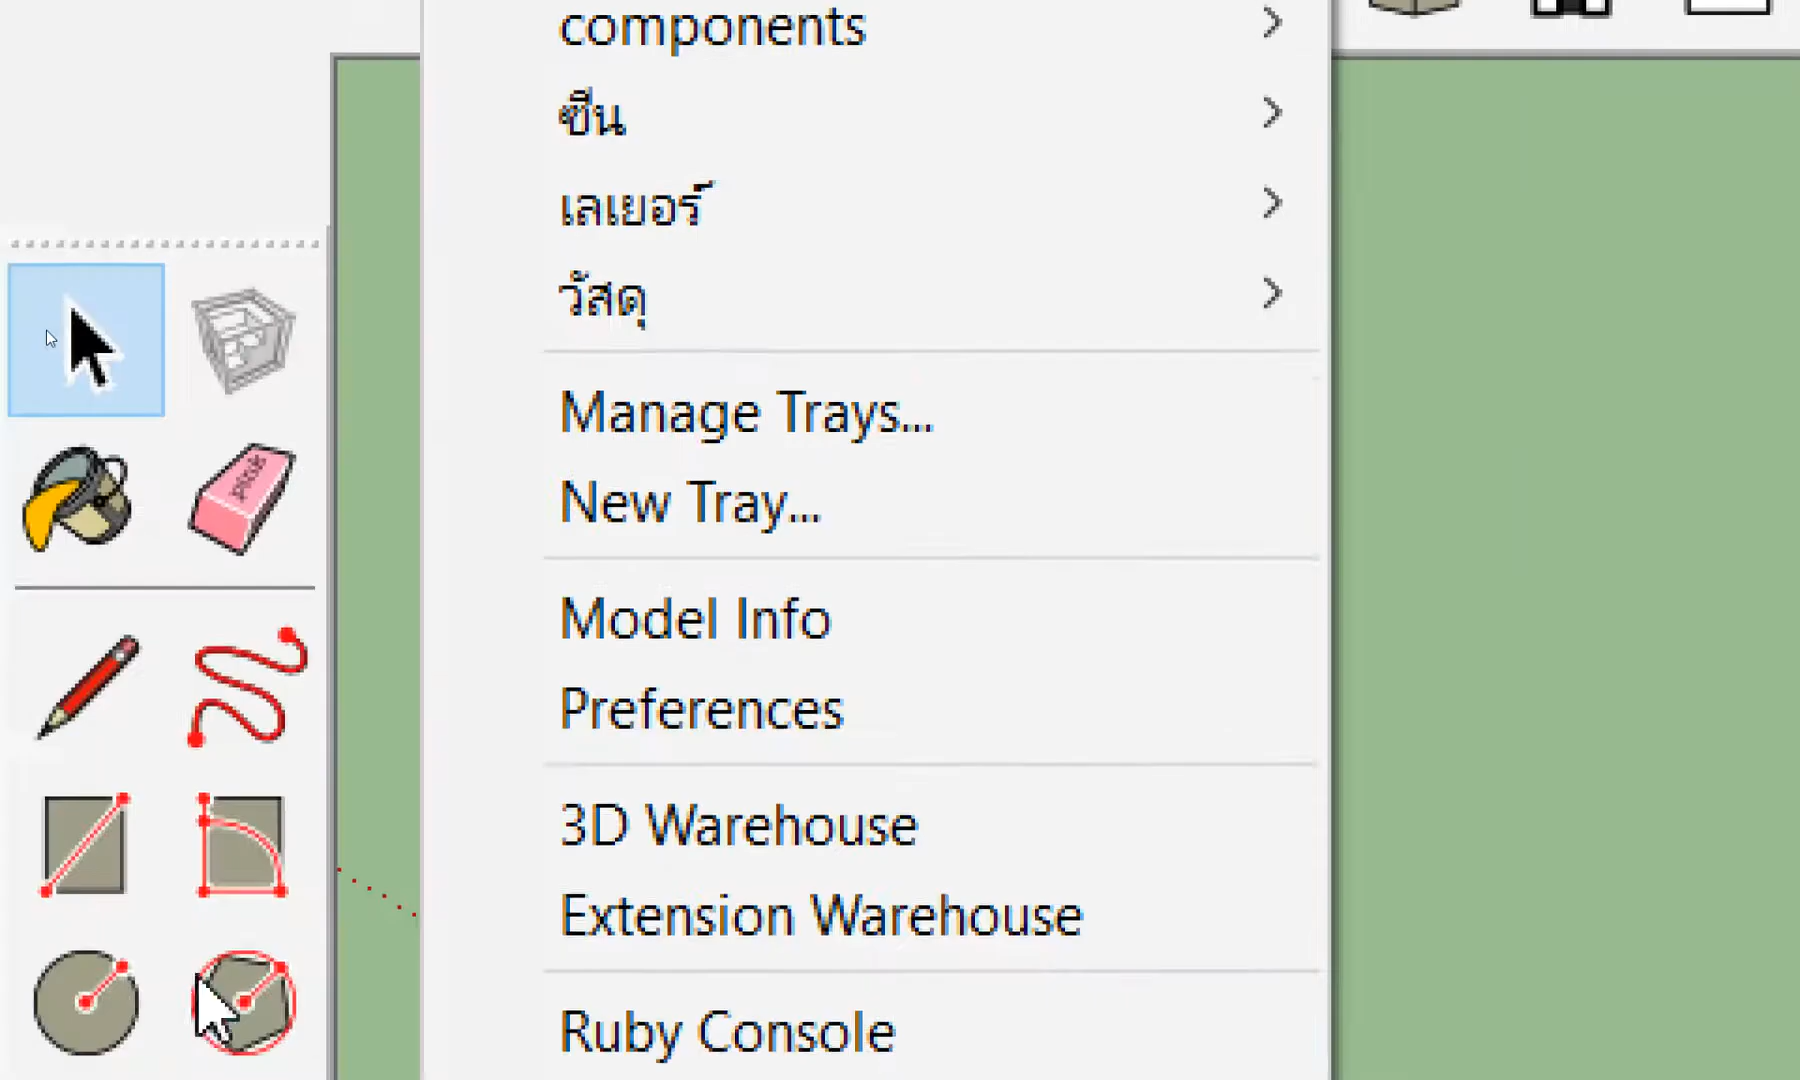 components
ซีน
เลเยอร์
วัสดุ
Manage Trays...
New Tray...
Model Info
Preferences
3D Warehouse
Extension Warehouse
Ruby Console